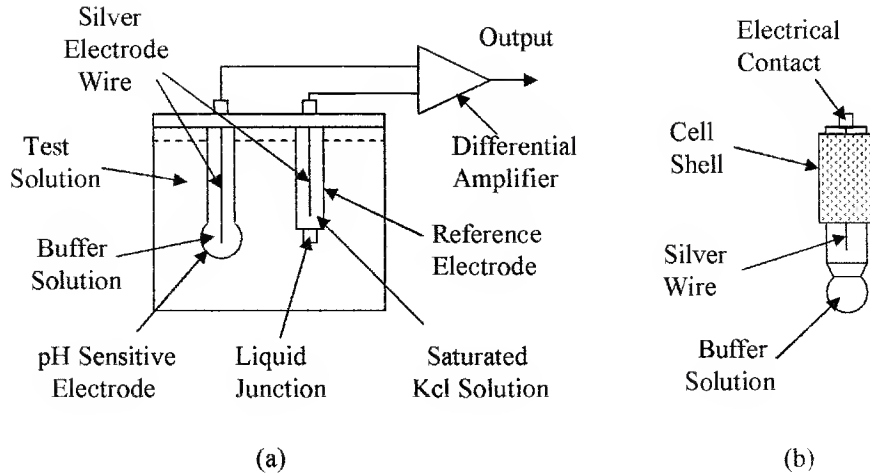 Silver
Electrode
Wire
Output
Test
Solution
Differential
Amplifier
Buffer
Solution
Reference
Electrode
pH Sensitive
Electrode
Liquid
Junction
Saturated
Kcl Solution
(a)
Electrical
Contact
Cell
Shell
Silver
Wire
Buffer
Solution
(b)